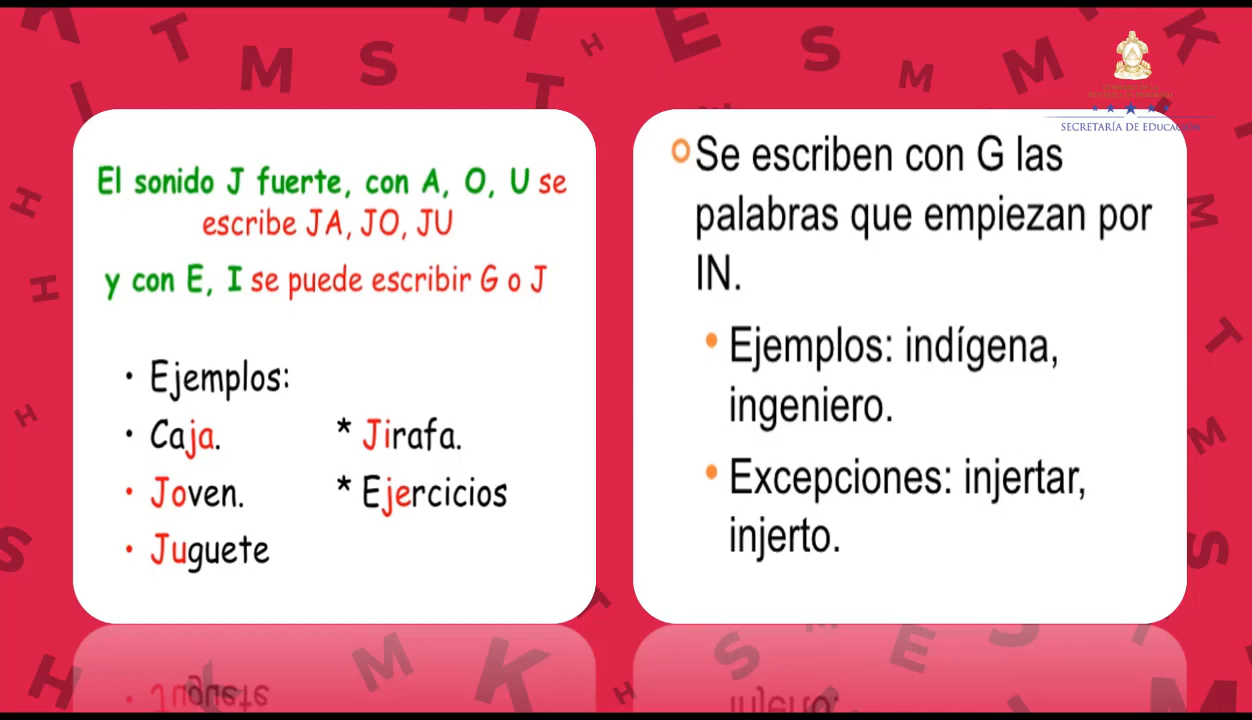 El sonido J fuerte, con A, O, U se
escribe JA, JO, JU
y con E, I se puede escribir G o J
• Ejemplos:
• Caja. * Jirafa.
• Joven. * Ejercicios
• Juguete
SECRETARÍA DE EDUCACIÓN
Se escriben con G las
palabras que empiezan por
IN.
• Ejemplos: indígena,
ingeniero.
• Excepciones: injertar,
injerto.